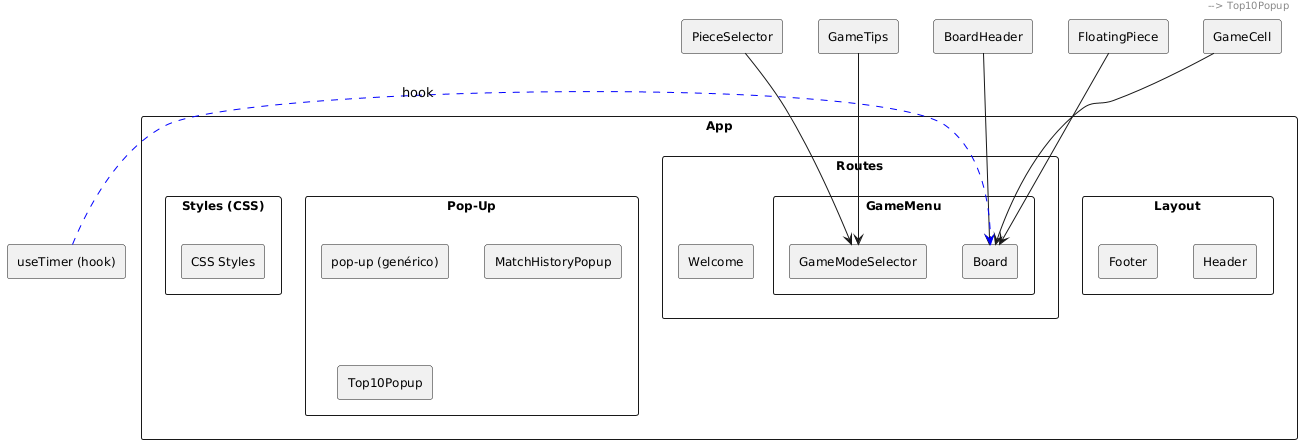 --> Top10Popup
PieceSelector
GameTips
BoardHeader
FloatingPiece
GameCell
hook
App
Routes
Styles (CSS)
Pop-Up
GameMenu
Layout
useTimer (hook)
CSS Styles
pop-up (genérico)
MatchHistoryPopup
Welcome
GameModeSelector
Board
Footer
Header
Top10Popup